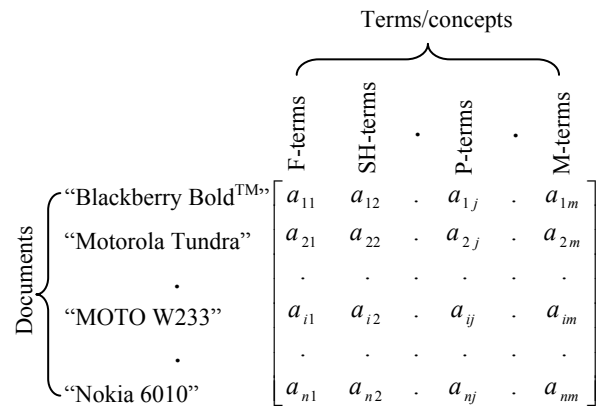 Terms/concepts
F-terms SH-terms . P-terms . M-terms
Documents
“Blackberry Bold™” a₁₁ a₁₂ . a₁ⱼ . a₁ₘ
“Motorola Tundra” a₂₁ a₂₂ . a₂ⱼ . a₂ₘ
. . . . . . .
“MOTO W233” aᵢ₁ aᵢ₂ . aᵢⱼ . aᵢₘ
. . . . . . .
“Nokia 6010” aₙ₁ aₙ₂ . aₙⱼ . aₙₘ